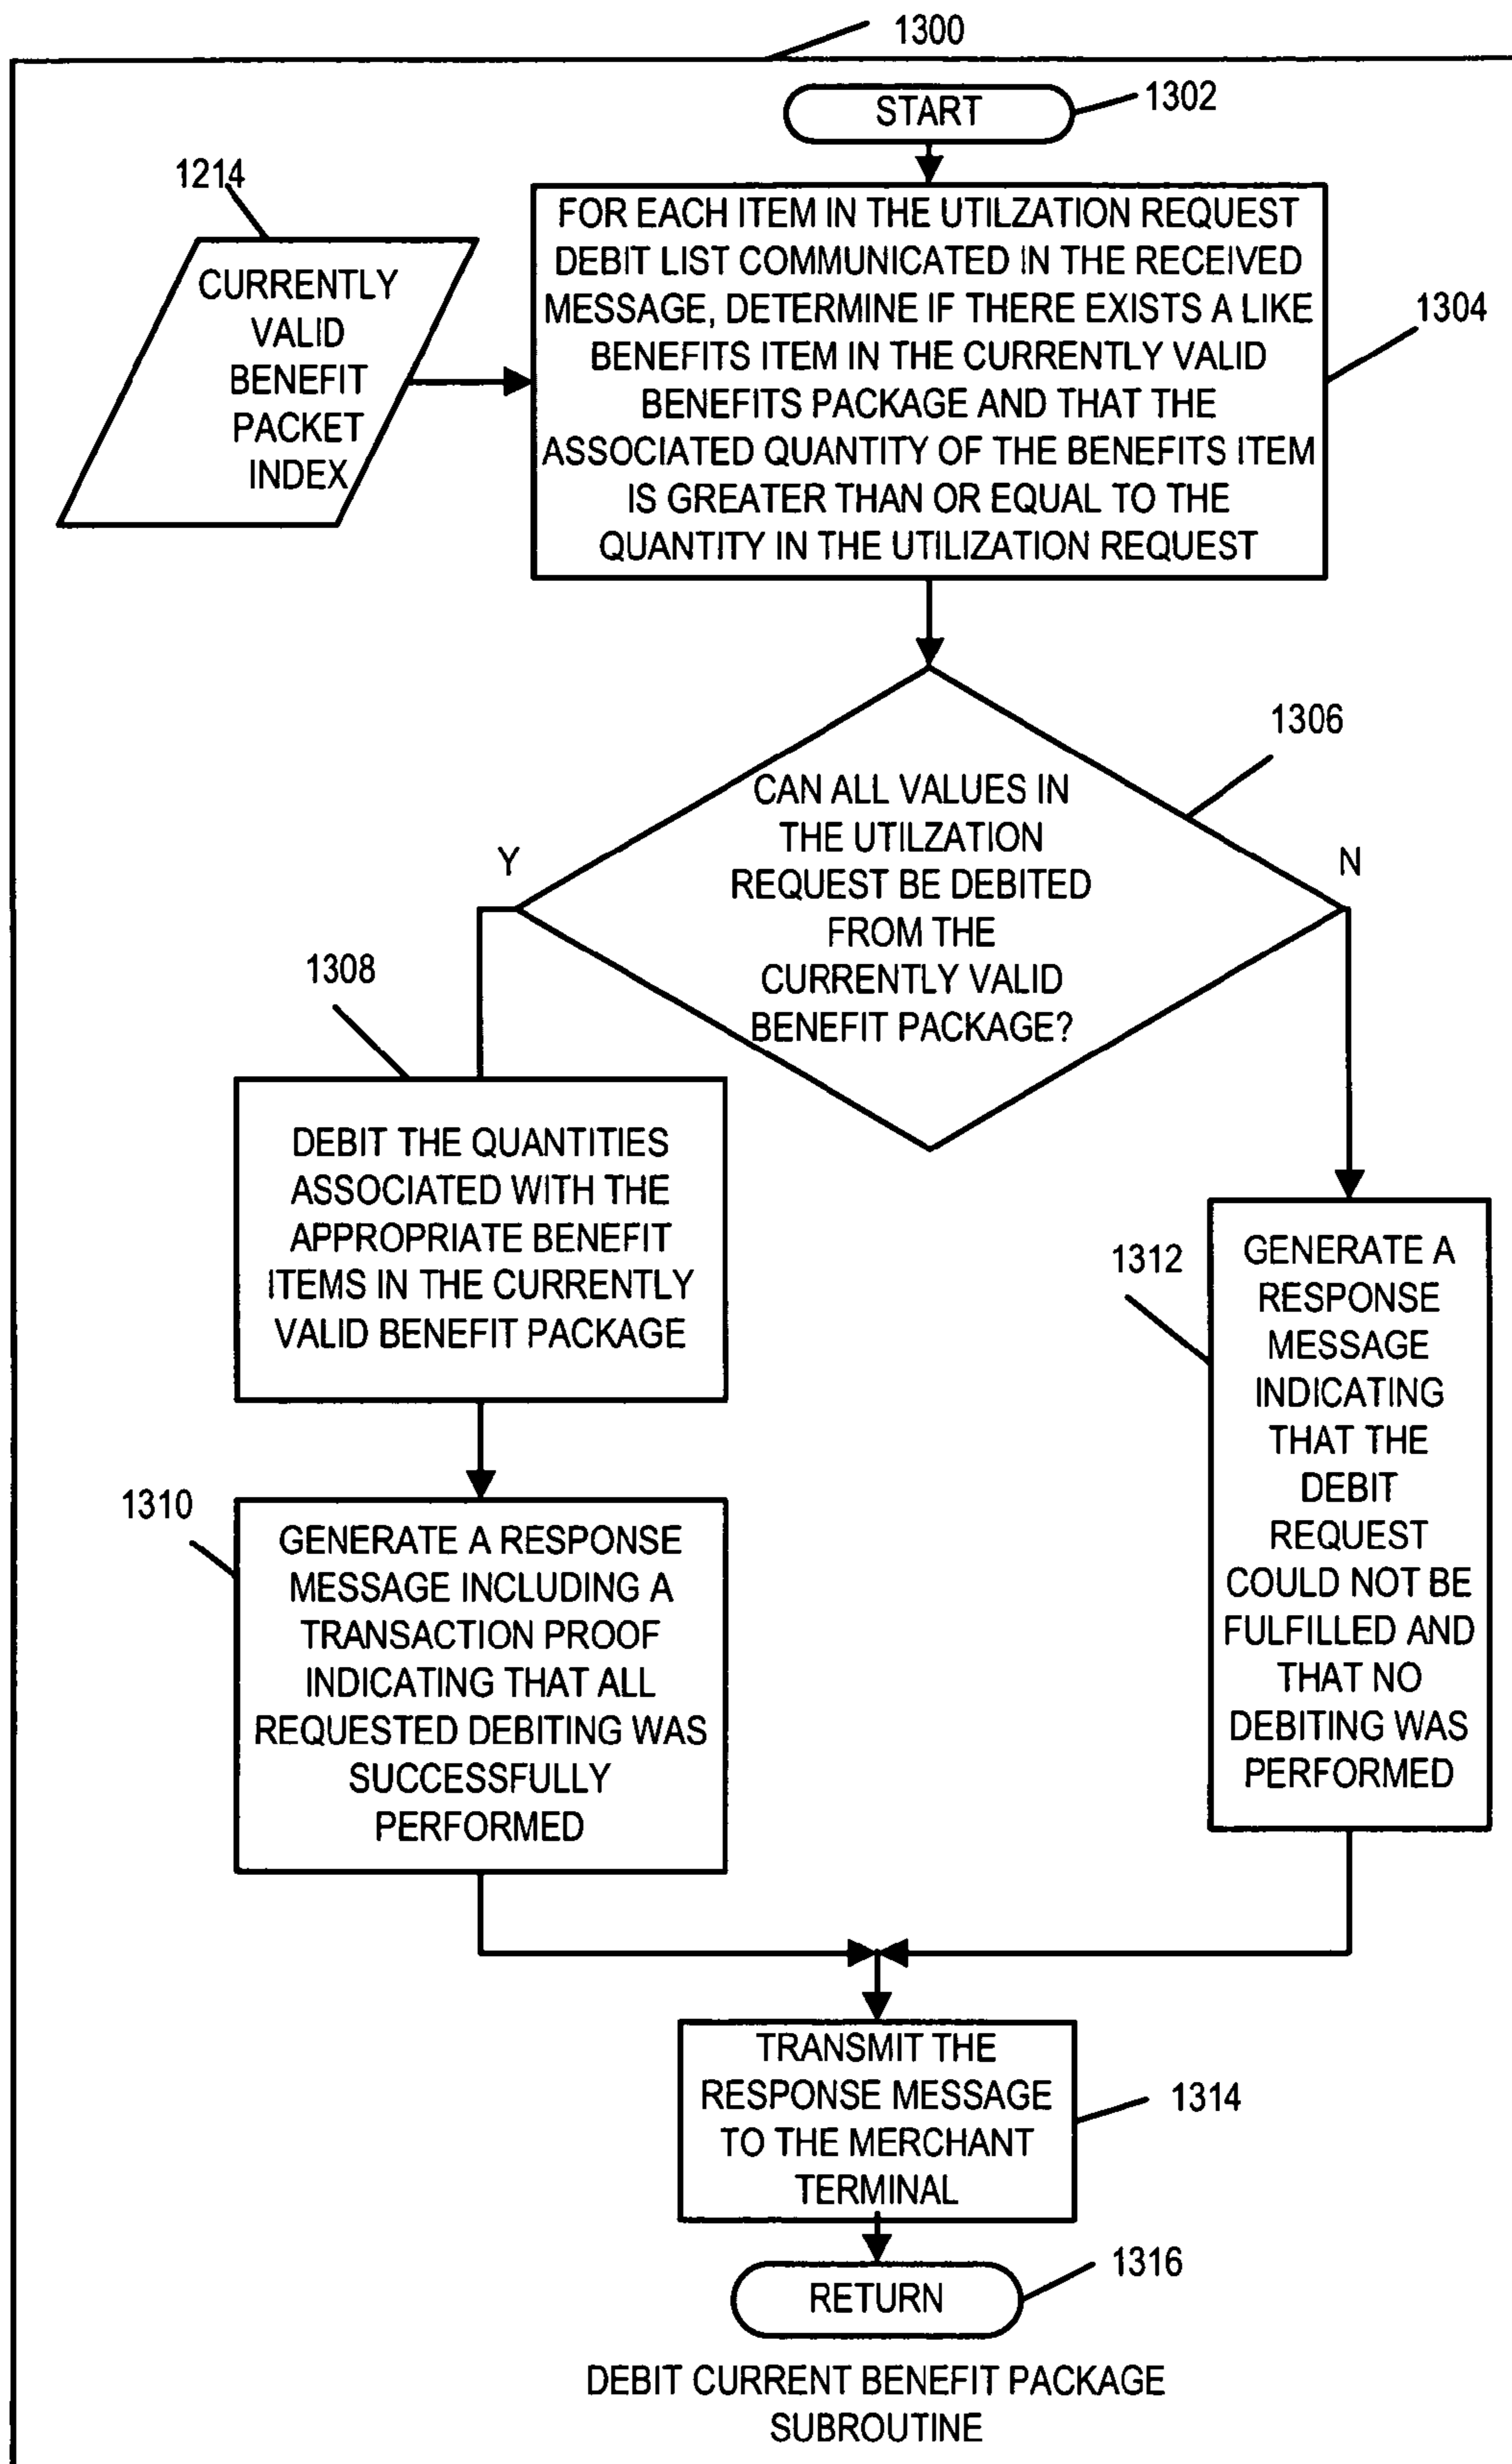 1300
START
1302
1214
CURRENTLY
VALID
BENEFIT
PACKET
INDEX
FOR EACH ITEM IN THE UTILZATION REQUEST
DEBIT LIST COMMUNICATED IN THE RECEIVED
MESSAGE, DETERMINE IF THERE EXISTS A LIKE
BENEFITS ITEM IN THE CURRENTLY VALID
BENEFITS PACKAGE AND THAT THE
ASSOCIATED QUANTITY OF THE BENEFITS ITEM
IS GREATER THAN OR EQUAL TO THE
QUANTITY IN THE UTILIZATION REQUEST
1304
1306
CAN ALL VALUES IN
THE UTILZATION
REQUEST BE DEBITED
FROM THE
CURRENTLY VALID
BENEFIT PACKAGE?
Y
N
1308
DEBIT THE QUANTITIES
ASSOCIATED WITH THE
APPROPRIATE BENEFIT
ITEMS IN THE CURRENTLY
VALID BENEFIT PACKAGE
1310
GENERATE A RESPONSE
MESSAGE INCLUDING A
TRANSACTION PROOF
INDICATING THAT ALL
REQUESTED DEBITING WAS
SUCCESSFULLY
PERFORMED
1312
GENERATE A
RESPONSE
MESSAGE
INDICATING
THAT THE
DEBIT
REQUEST
COULD NOT BE
FULFILLED AND
THAT NO
DEBITING WAS
PERFORMED
TRANSMIT THE
RESPONSE MESSAGE
TO THE MERCHANT
TERMINAL
1314
RETURN
1316
DEBIT CURRENT BENEFIT PACKAGE
SUBROUTINE